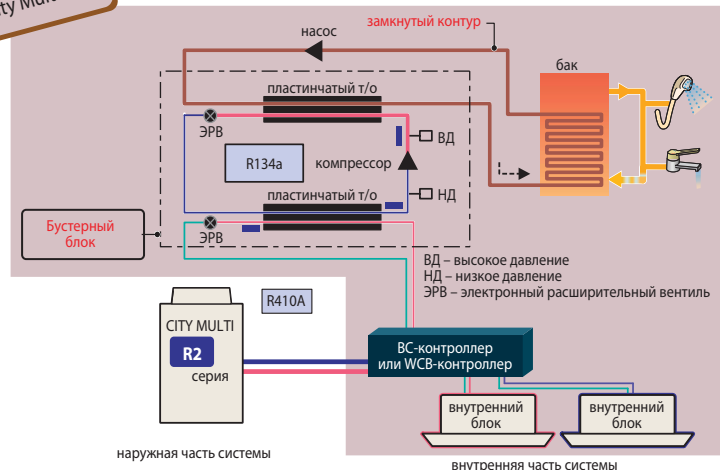 City Mult
замкнутый контур
насос
бак
пластинчатый т/о
ЭРВ
ВД
R134a
компрессор
пластинчатый т/о
НД
ЭРВ
Бустерный
блок
ВД – высокое давление
НД – низкое давление
ЭРВ – электронный расширительный вентиль
R410A
CITY MULTI
R2
серия
BC-контроллер
или WCB-контроллер
внутренний
блок
внутренний
блок
наружная часть системы
внутренняя часть системы